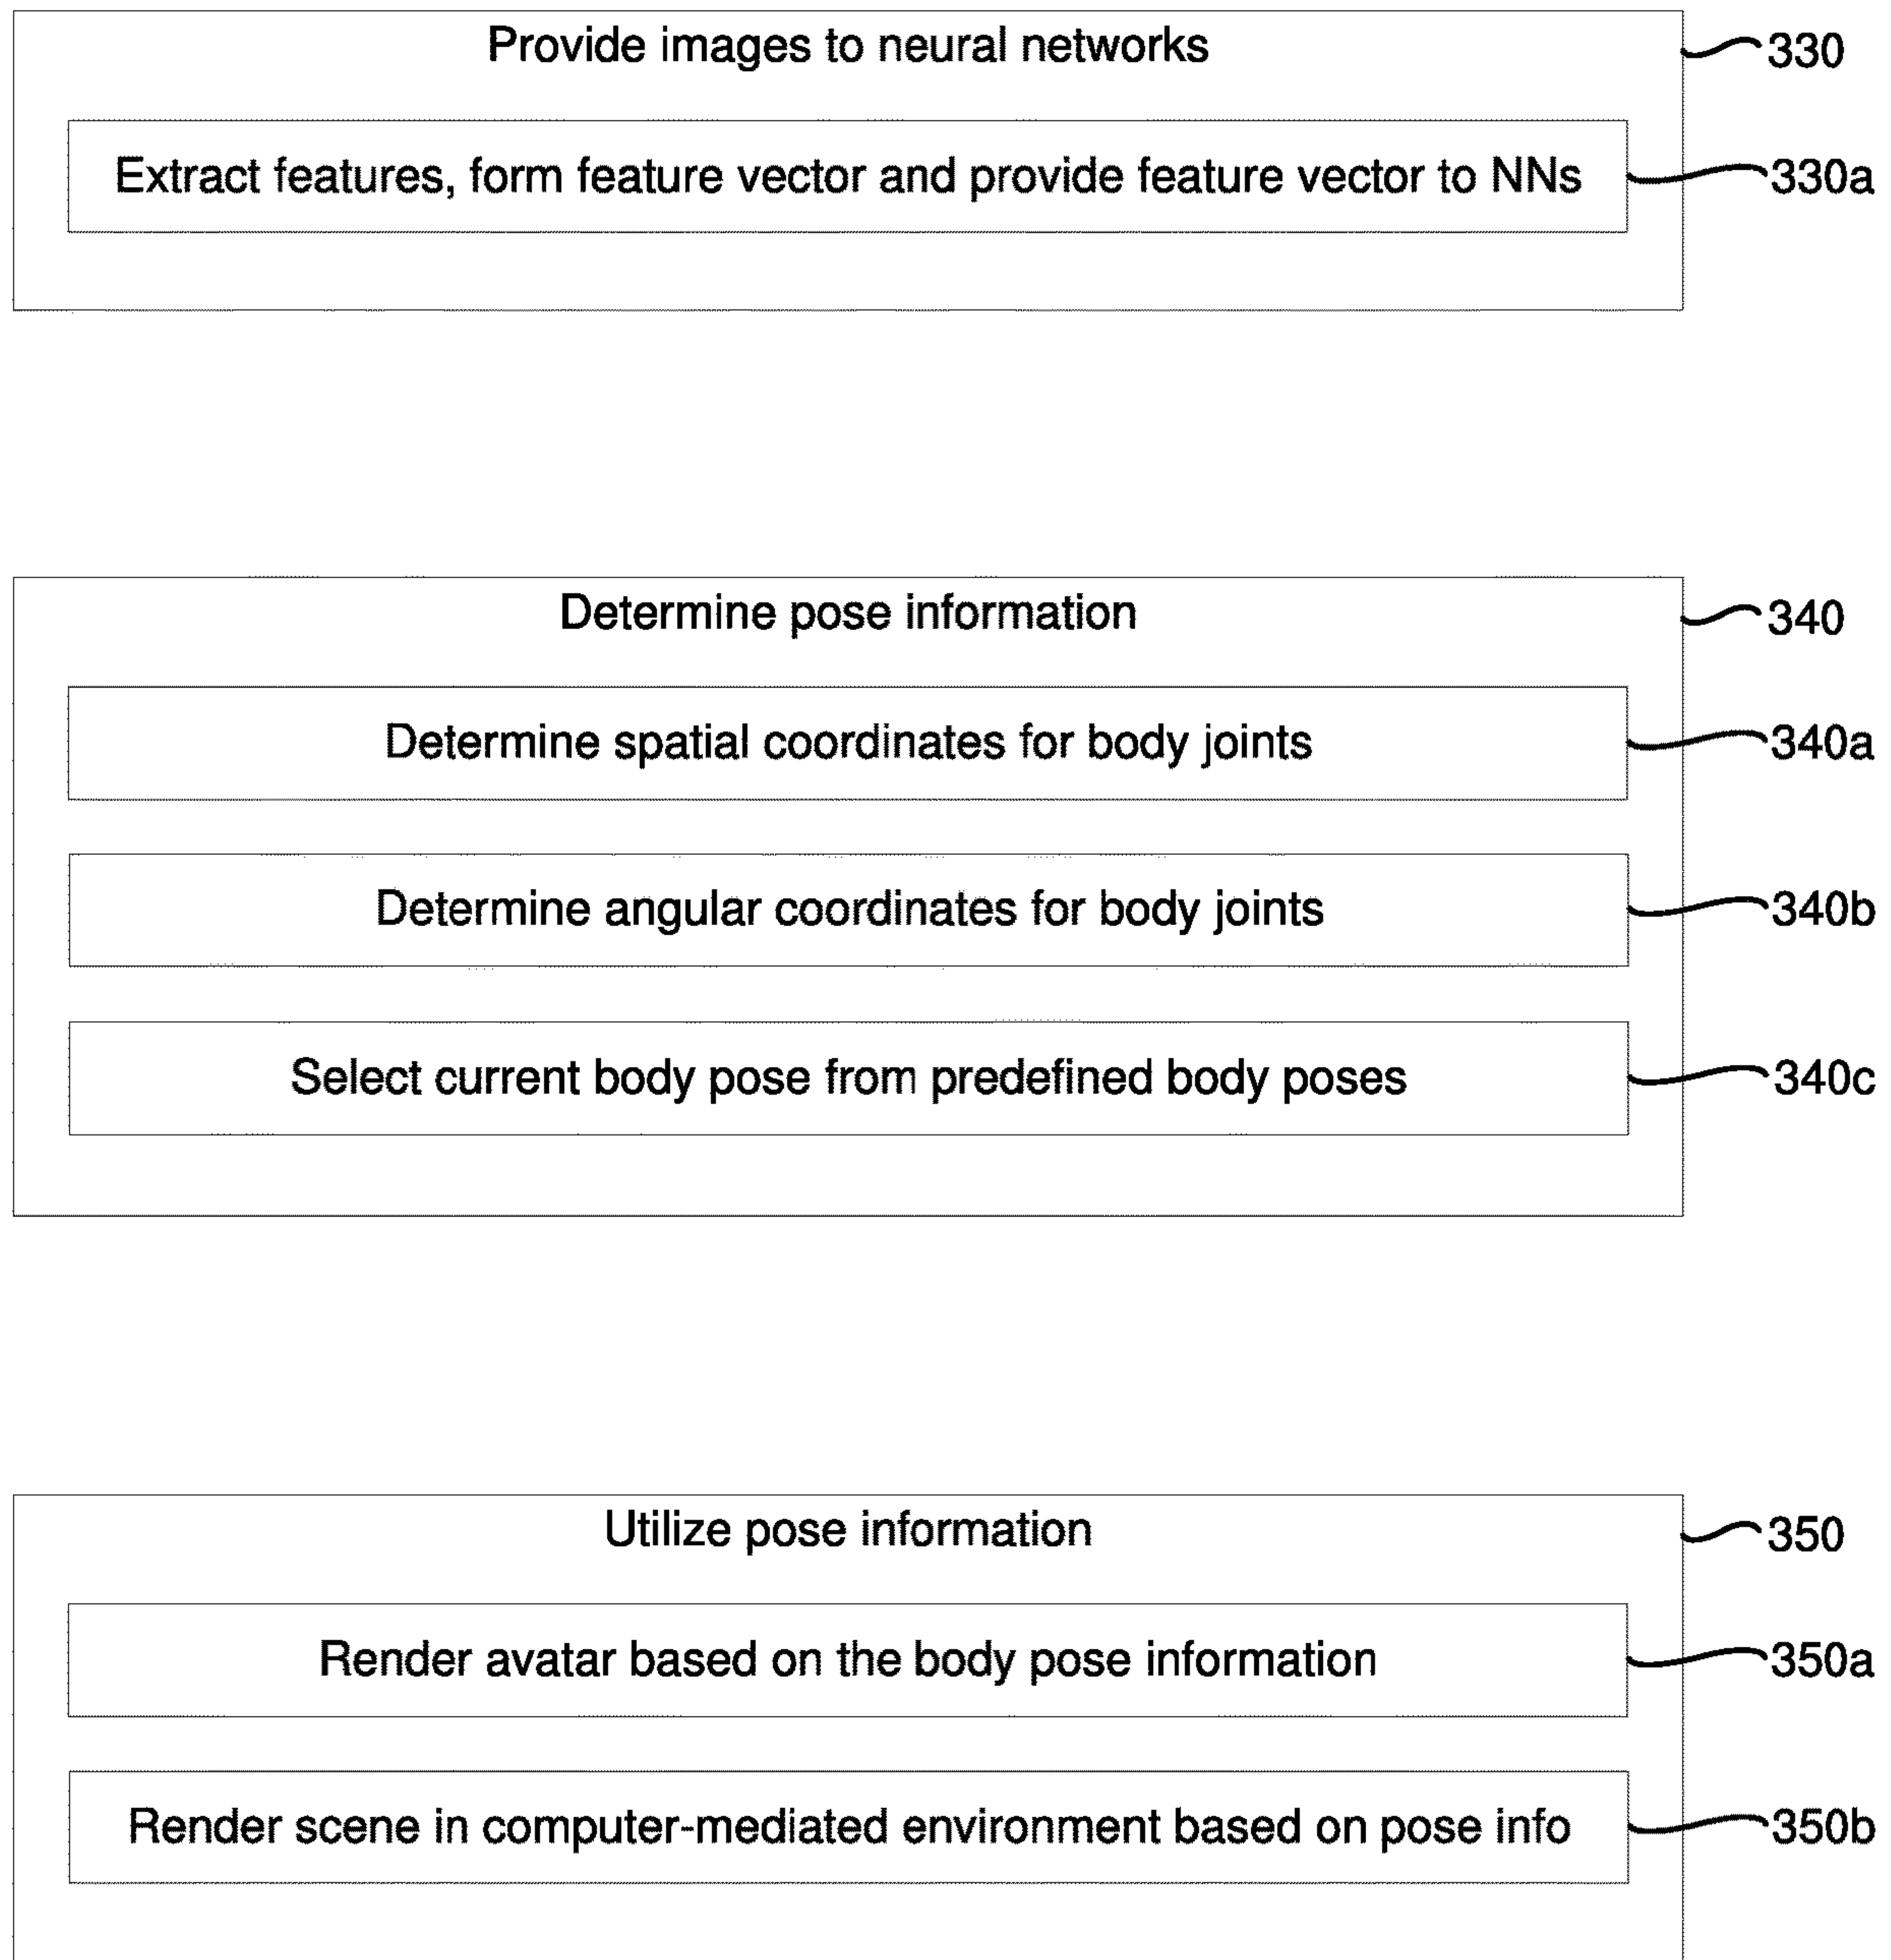 Provide images to neural networks 330
Extract features, form feature vector and provide feature vector to NNs 330a
Determine pose information 340
Determine spatial coordinates for body joints 340a
Determine angular coordinates for body joints 340b
Select current body pose from predefined body poses 340c
Utilize pose information 350
Render avatar based on the body pose information 350a
Render scene in computer-mediated environment based on pose info 350b